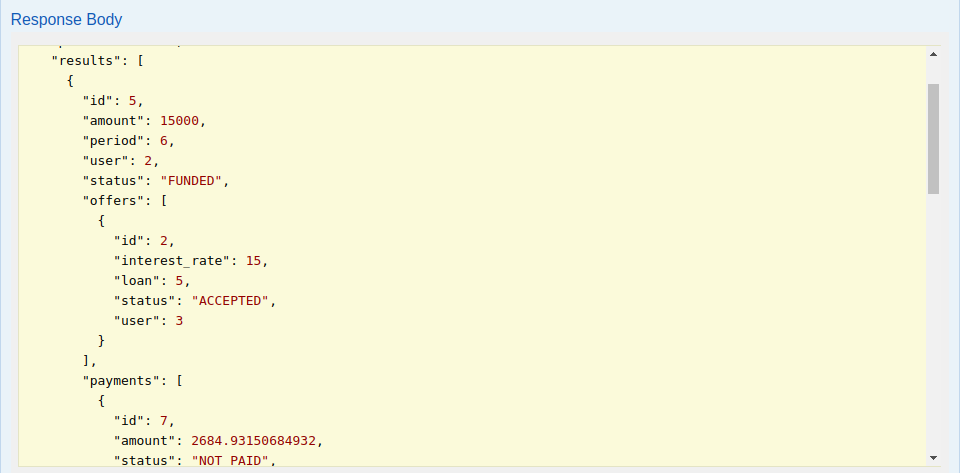 Response Body
"results": [
{
"id": 5,
"amount": 15000,
"period": 6,
"user": 2,
"status": "FUNDED",
"offers": [
{
"id": 2,
"interest_rate": 15,
"loan": 5,
"status": "ACCEPTED",
"user": 3
}
],
"payments": [
{
"id": 7,
"amount": 2684.93150684932,
"status": "NOT PAID",